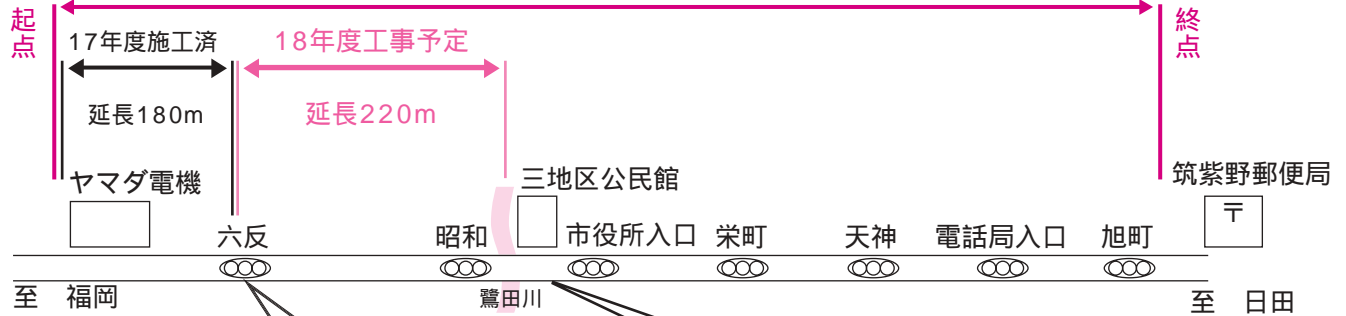 起点
終点
17年度施工済
18年度工事予定
延長180m
延長220m
ヤマダ電機
三地区公民館
筑紫野郵便局
〒
六反
昭和
市役所入口
栄町
天神
電話局入口
旭町
至 福岡
鷺田川
至 日田